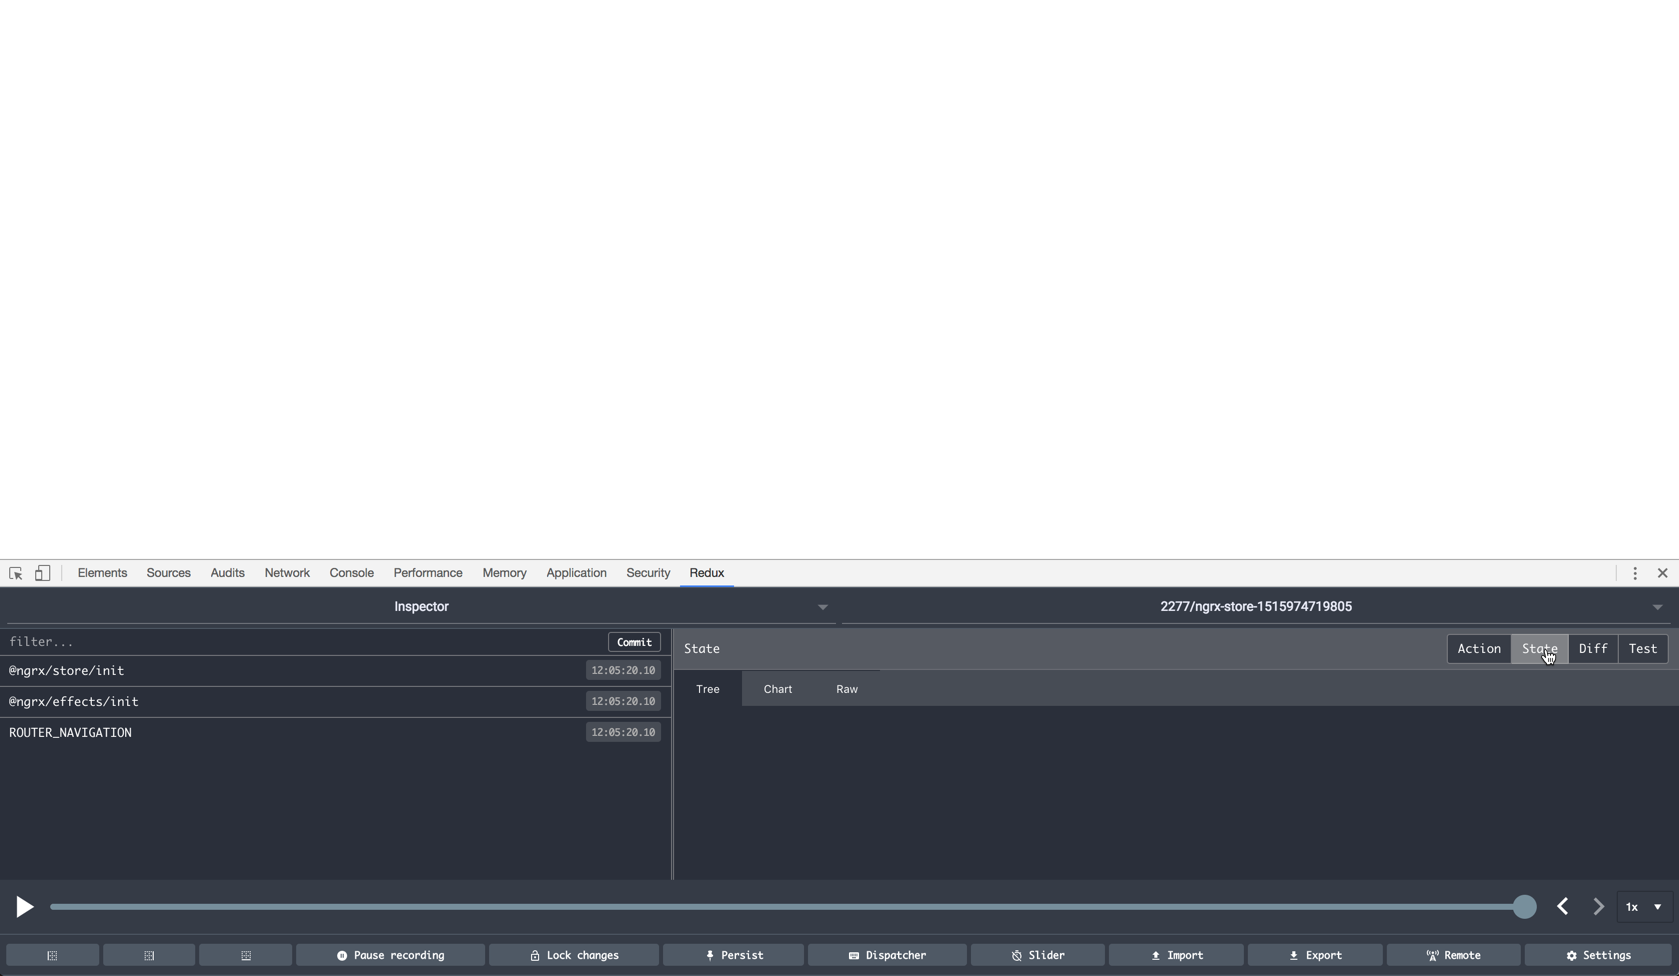 Elements Sources Audits Network Console Performance Memory Application Security Redux
Inspector 2277/ngrx-store-1515974719805
filter... Commit
@ngrx/store/init 12:05:20.10
@ngrx/effects/init 12:05:20.10
ROUTER_NAVIGATION 12:05:20.10
State Action State Diff Test
Tree Chart Raw
1x
Pause recording Lock changes Persist Dispatcher Slider Import Export Remote Settings